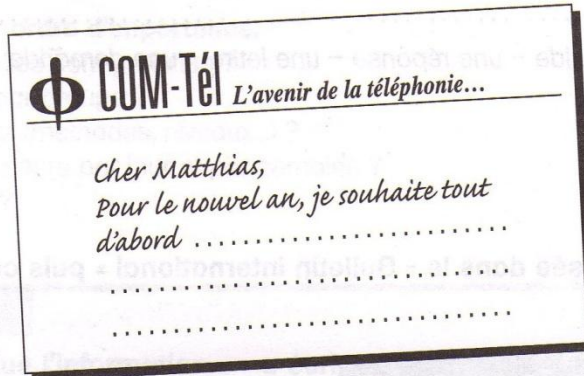 COM-Tél L'avenir de la téléphonie...
Cher Matthias,
Pour le nouvel an, je souhaite tout
d'abord ..............................
..........................................
..........................................